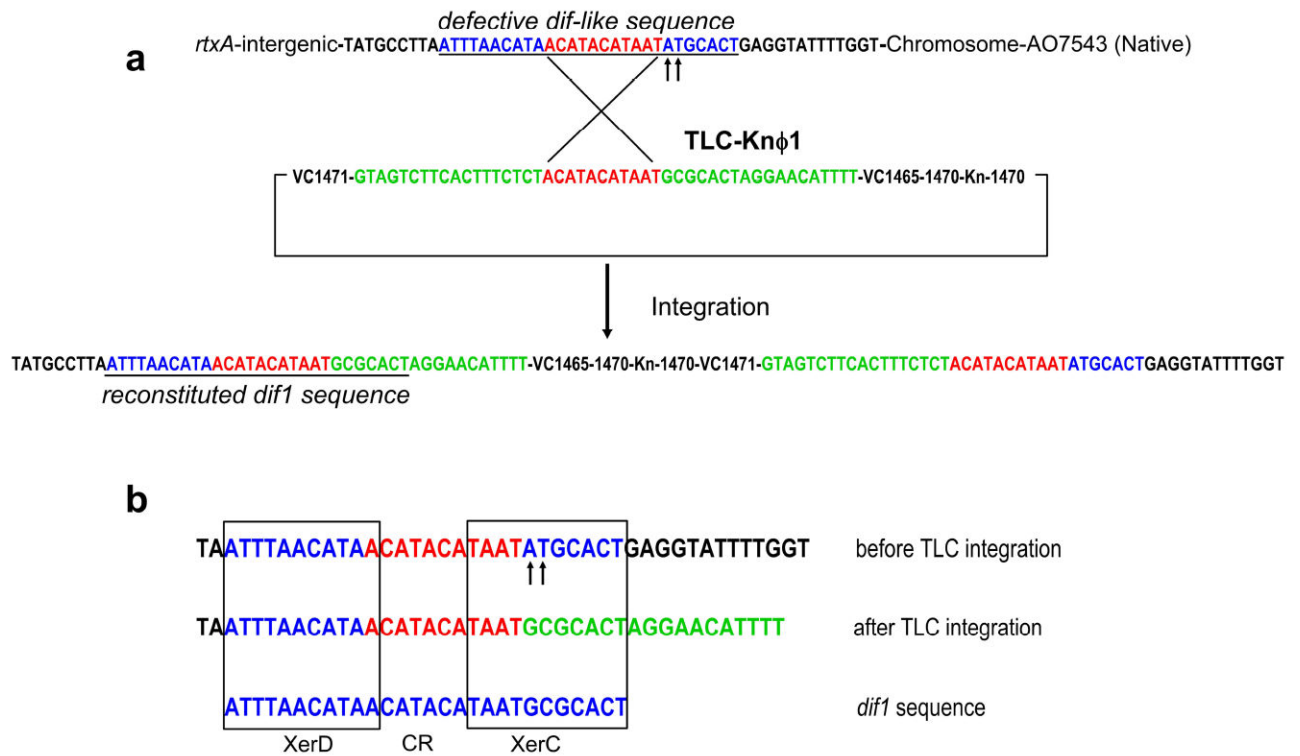 defective dif-like sequence
rtxA-intergenic-TATGCCTTAATTTAACATAACATACATAATATGCACTGAGGTATTTTGGT-Chromosome-AO7543 (Native)
a
TLC-Knϕ1
VC1471-GTAGTCTTCACTTTCTCTACATACATAATGCGCACTAGGAACATTTT-VC1465-1470-Kn-1470
Integration
TATGCCTTAATTTAACATAACATACATAATGCGCACTAGGAACATTTT-VC1465-1470-Kn-1470-VC1471-GTAGTCTTCACTTTCTCTACATACATAATATGCACTGAGGTATTTTGGT
reconstituted dif1 sequence
b
TAATTTAACATAACATACATAATATGCACTGAGGTATTTTGGT before TLC integration
TAATTTAACATAACATACATAATGCGCACTAGGAACATTTT after TLC integration
ATTTAACATAACATACATAATGCGCACT dif1 sequence
XerD CR XerC